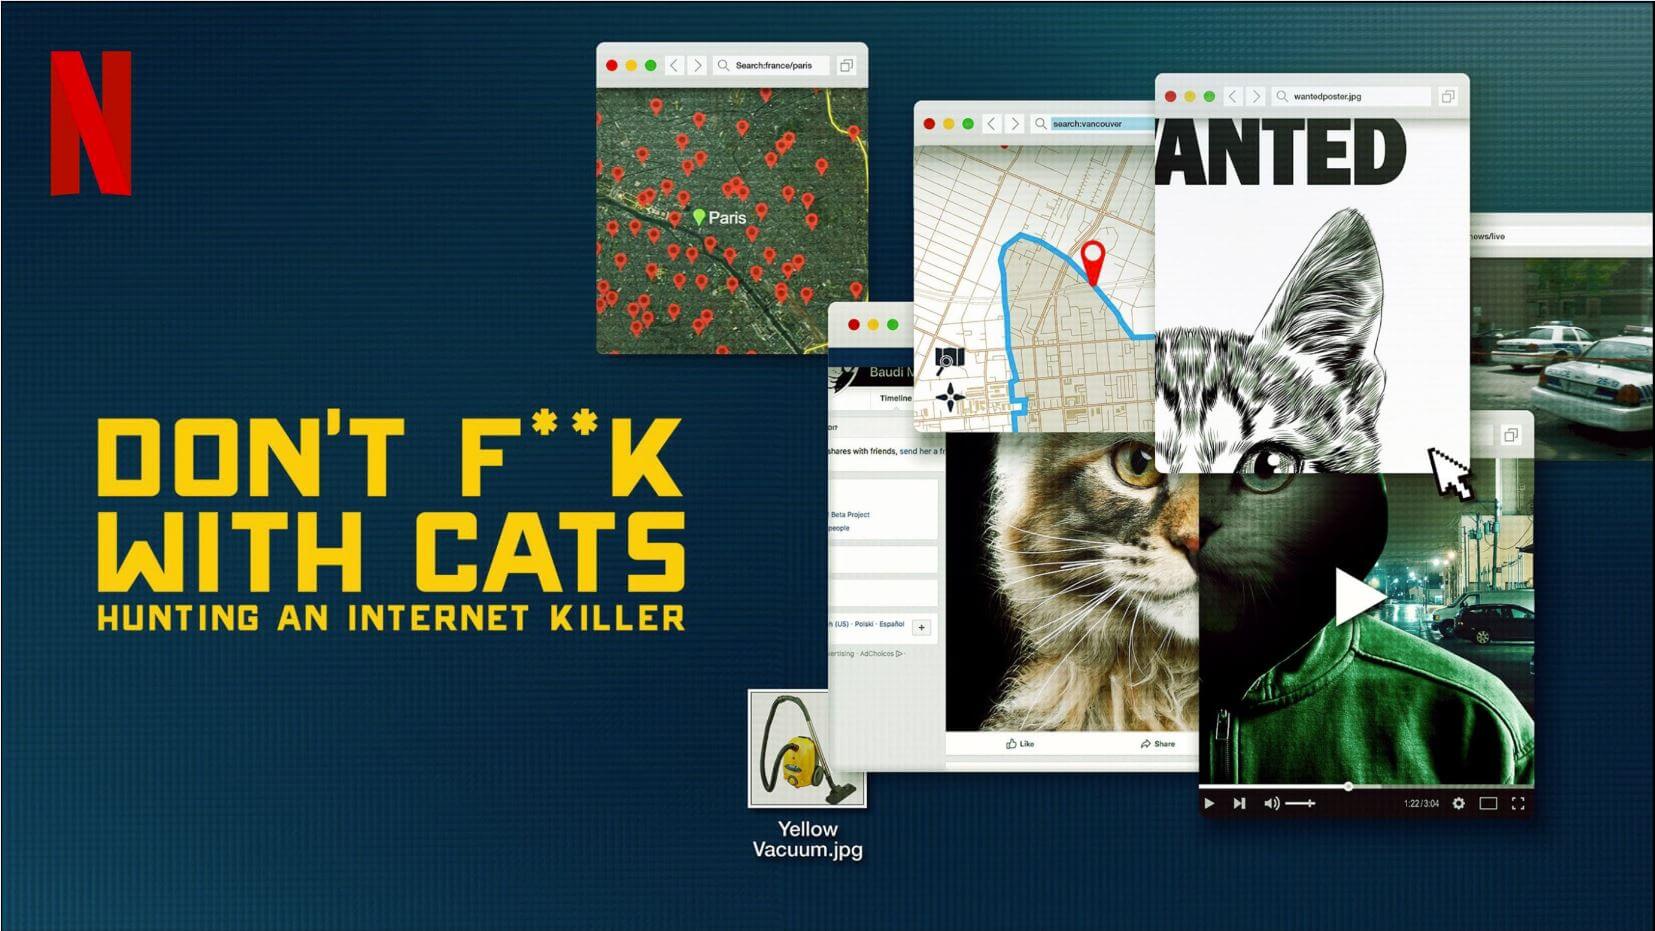 N
DON'T F**K
WITH CATS
HUNTING AN INTERNET KILLER
Search:france/paris
Paris
search:vancouver
wantedposter.jpg
WANTED
news/live
Baudi M
Timeline
shares with friends, send her a fr
Beta Project
people
(US) · Polski · Español
+
vertising · AdChoices
Like
Share
1:22/3:04
Yellow
Vacuum.jpg